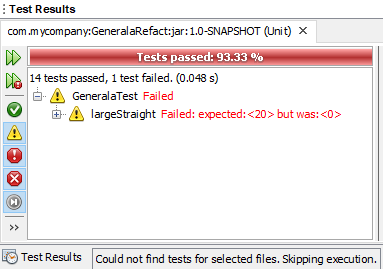 Test Results
com.mycompany:GeneralaRefact:jar:1.0-SNAPSHOT (Unit)
Tests passed: 93.33 %
14 tests passed, 1 test failed. (0.048 s)
GeneralaTest Failed
largeStraight Failed: expected:<20> but was:<0>
Test Results
Could not find tests for selected files. Skipping execution.